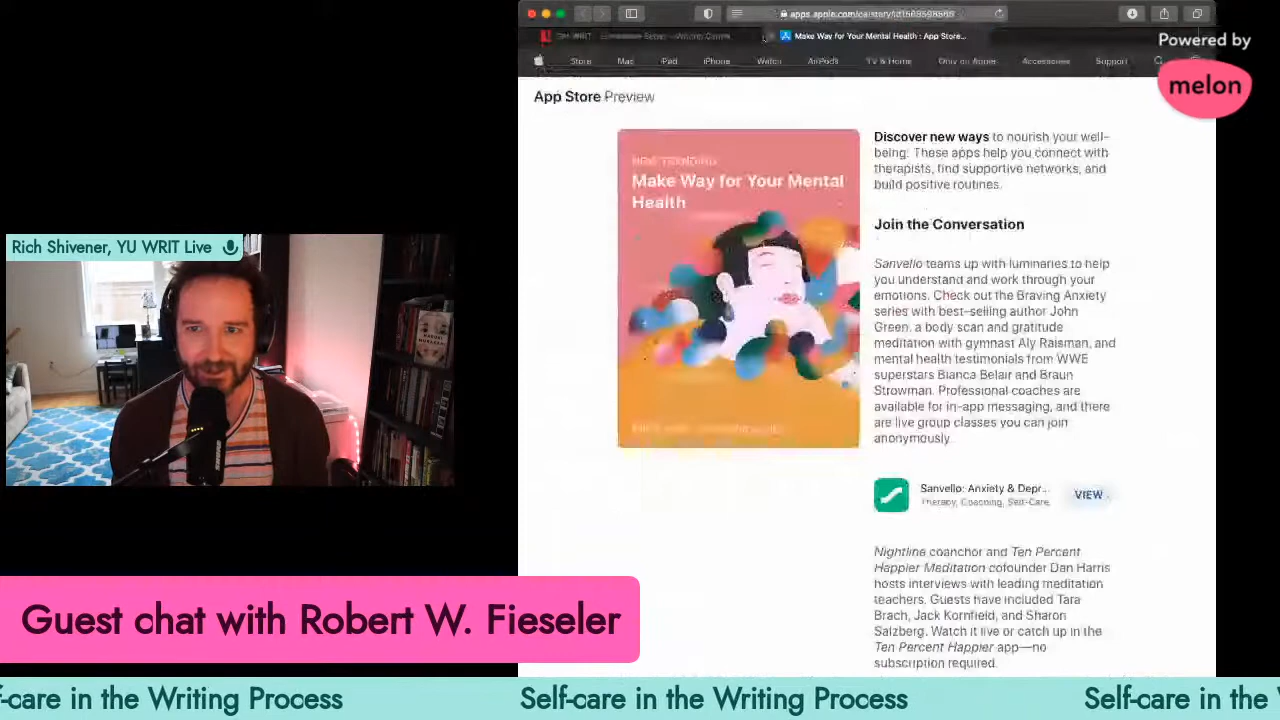 apps.apple.com/ca/story/id
WRIT
Make Way for Your Mental Health : App Store...
Powered by
melon
Store Mac iPad iPhone Watch AirPods TV & Home Only on Apple Accessories Support
App Store Preview
NEW TRENDING
Make Way for Your Mental
Health
Discover new ways to nourish your well-
being. These apps help you connect with
therapists, find supportive networks, and
build positive routines.
Join the Conversation
Sanvello teams up with luminaries to help
you understand and work through your
emotions. Check out the Braving Anxiety
series with best-selling author John
Green, a body scan and gratitude
meditation with gymnast Aly Raisman, and
mental health testimonials from WWE
superstars Bianca Belair and Braun
Strowman. Professional coaches are
available for in-app messaging, and there
are live group classes you can join
anonymously.
Sanvello: Anxiety & Depr...
Therapy, Coaching, Self-Care
VIEW
Nightline coanchor and Ten Percent
Happier Meditation cofounder Dan Harris
hosts interviews with leading meditation
teachers. Guests have included Tara
Brach, Jack Kornfield, and Sharon
Salzberg. Watch it live or catch up in the
Ten Percent Happier app—no
subscription required.
Rich Shivener, YU WRIT Live
HARUKI
MURAKAMI
Guest chat with Robert W. Fieseler
f-care in the Writing Process
Self-care in the Writing Process
Self-care in the